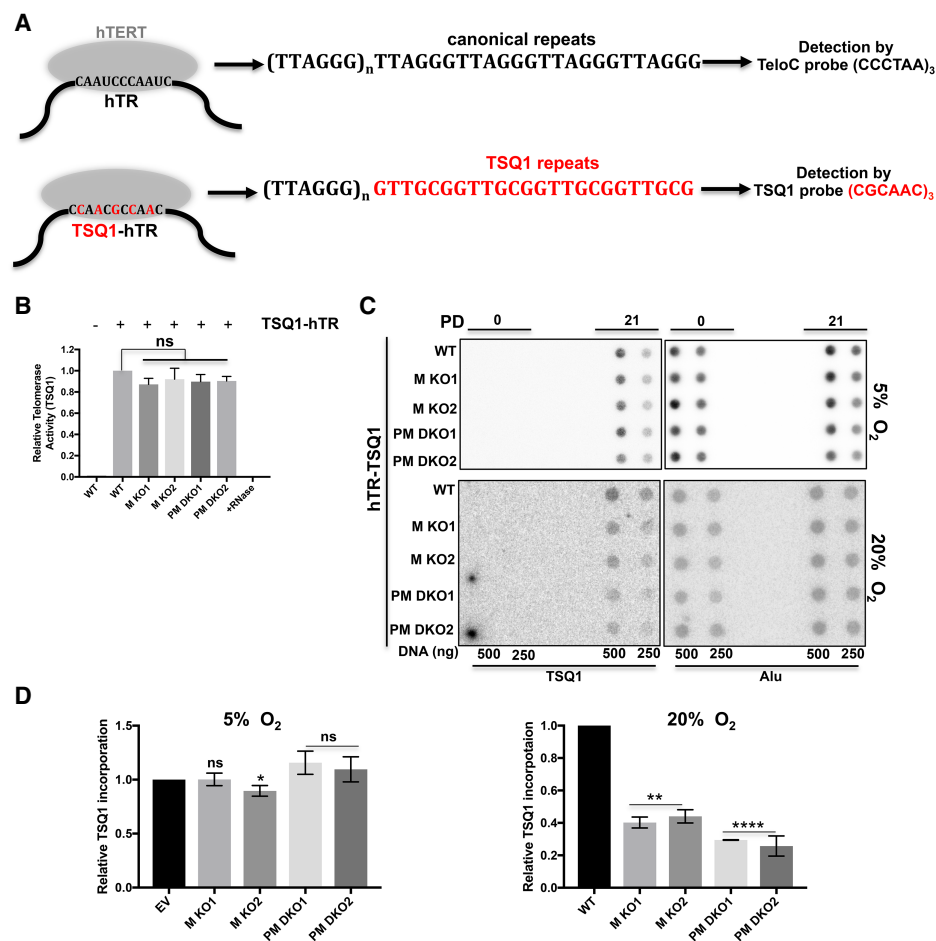 A
hTERT
CAAUCCCAAUC
hTR
(TTAGGG)nTTAGGGTTAGGGTTAGGGTTAGGG
canonical repeats
Detection by
TeloC probe (CCCTAA)3
CCAACGCCAAC
TSQ1-hTR
(TTAGGG)n GTTGCGGTTGCGGTTGCGGTTGCG
TSQ1 repeats
Detection by
TSQ1 probe (CGCAAC)3
B
- + + + + + TSQ1-hTR
ns
Relative Telomerase
Activity (TSQ1)
1.2
1.0
0.8
0.6
0.4
0.2
0.0
WT
WT
M KO1
M KO2
PM DKO1
PM DKO2
+RNase
C
PD 0 21 0 21
hTR-TSQ1
WT
M KO1
M KO2
PM DKO1
PM DKO2
5% O2
WT
M KO1
M KO2
PM DKO1
PM DKO2
20% O2
DNA (ng) 500 250 500 250 500 250 500 250
TSQ1 Alu
D
5% O2
Relative TSQ1 incorporation
1.5
1.0
0.5
0.0
ns
*
ns
EV
M KO1
M KO2
PM DKO1
PM DKO2
20% O2
Relative TSQ1 incorpotaion
1.0
0.8
0.6
0.4
0.2
0.0
**
****
WT
M KO1
M KO2
PM DKO1
PM DKO2